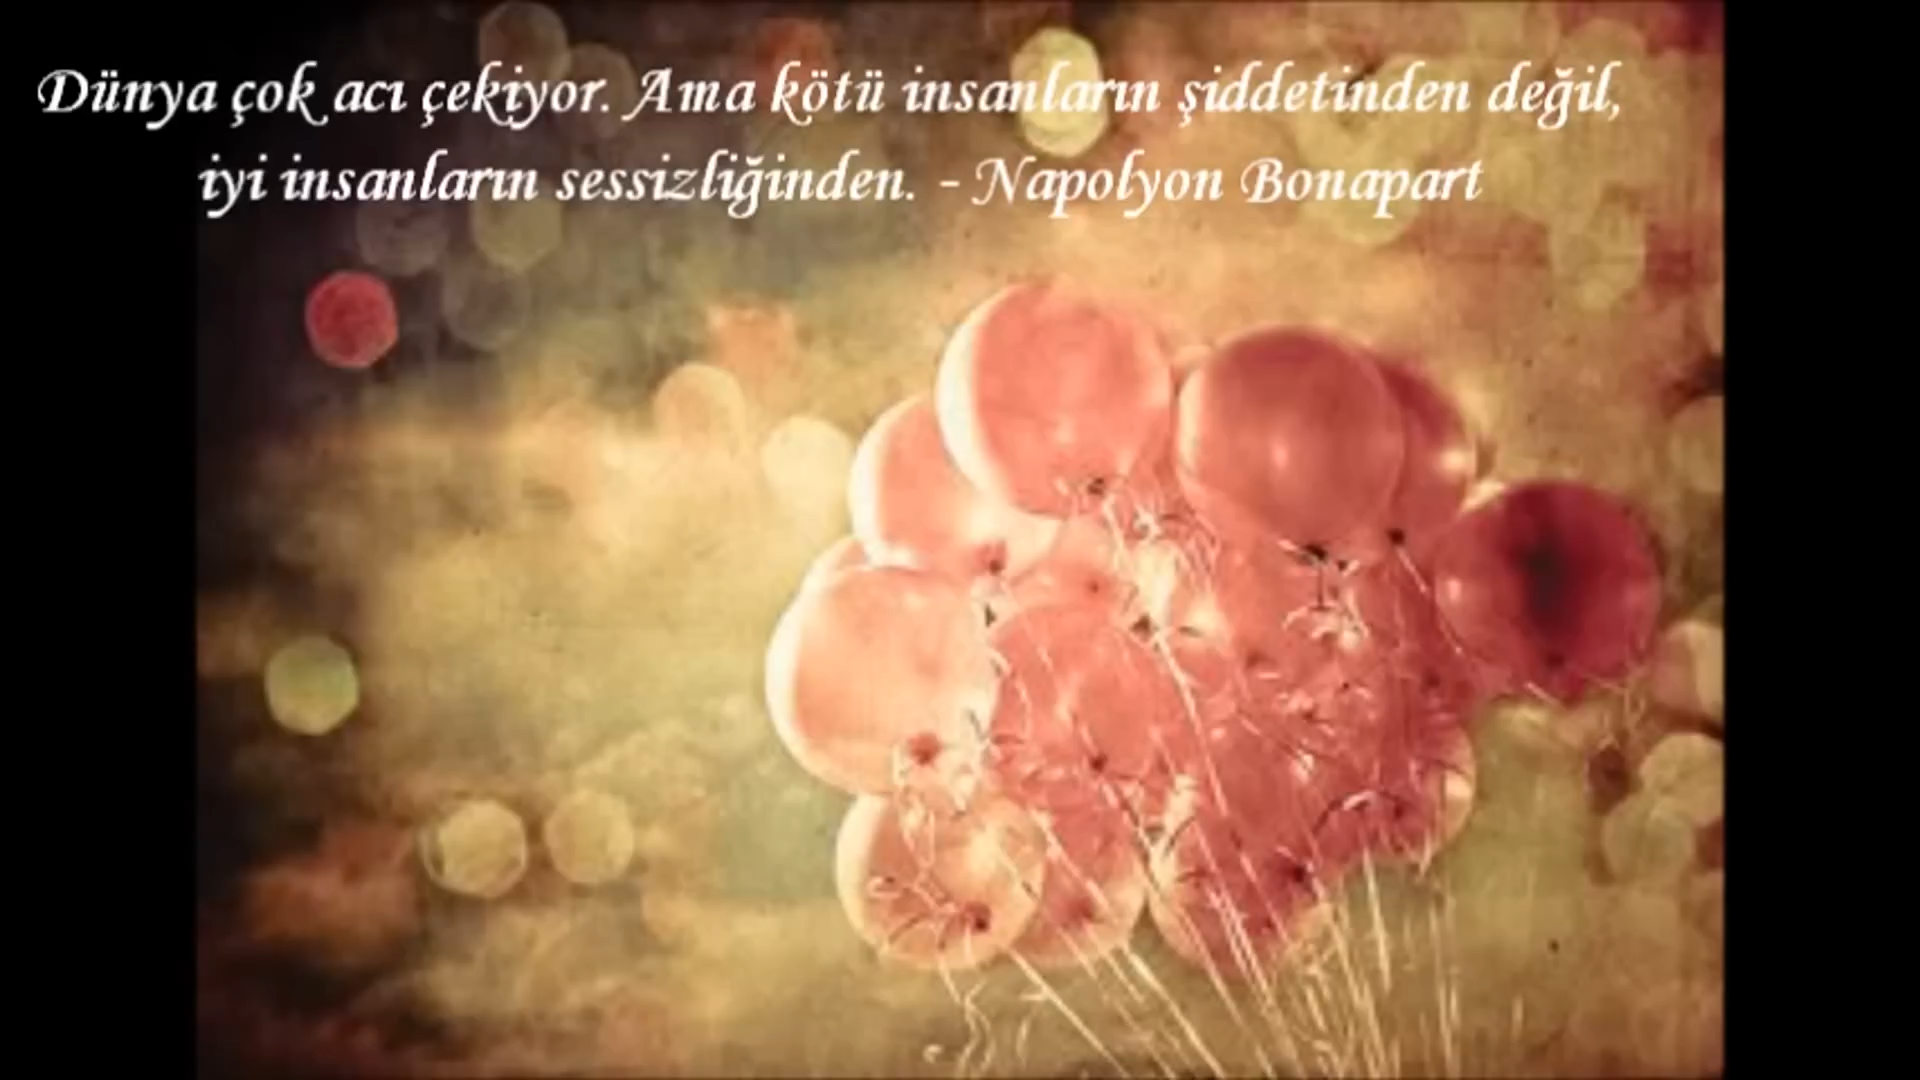 Dünya çok acı çekiyor. Ama kötü insanların şiddetinden değil,
iyi insanların sessizliğinden. - Napolyon Bonapart